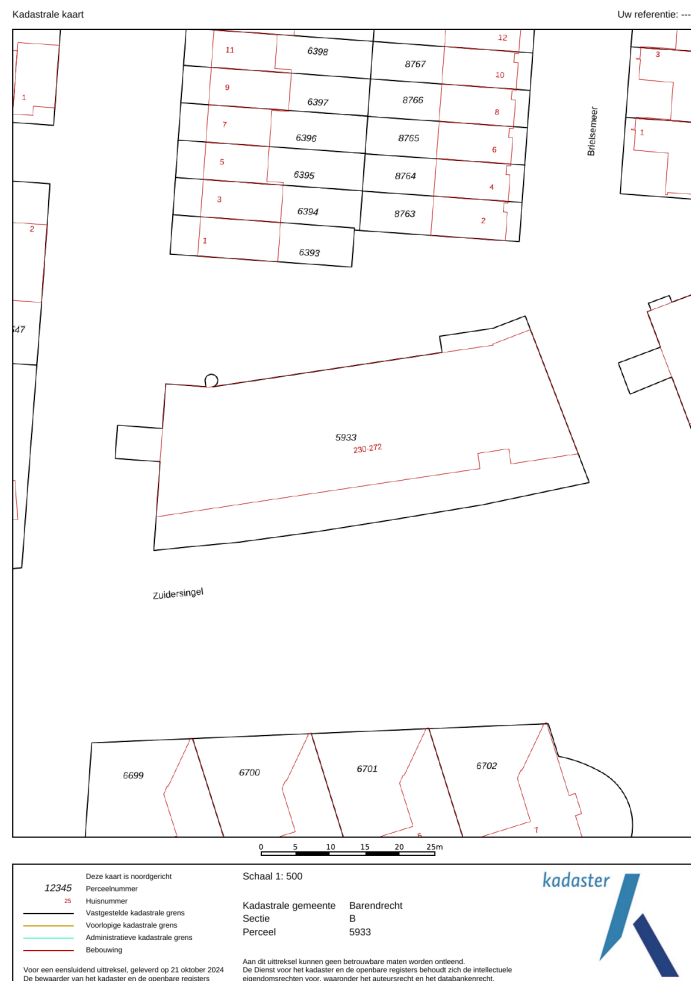 Kadastrale kaart
Uw referentie: ---
12
11
6398
8767
3
10
9
6397
8766
1
8
7
6396
8765
Brielsemeer
1
6
5
6395
8764
4
3
6394
8763
2
2
1
6393
5933
230-272
Zuidersingel
6699
6700
6701
6702
0 5 10 15 20 25m
Deze kaart is noordgericht
12345 Perceelnummer
25 Huisnummer
Vastgestelde kadastrale grens
Voorlopige kadastrale grens
Administratieve kadastrale grens
Bebouwing
Voor een eensluidend uittreksel, geleverd op 21 oktober 2024
De bewaarder van het kadaster en de openbare registers
Schaal 1: 500
Kadastrale gemeente Barendrecht
Sectie B
Perceel 5933
Aan dit uittreksel kunnen geen betrouwbare maten worden ontleend.
De Dienst voor het kadaster en de openbare registers behoudt zich de intellectuele
eigendomsrechten voor, waaronder het auteursrecht en het databankenrecht.
kadaster